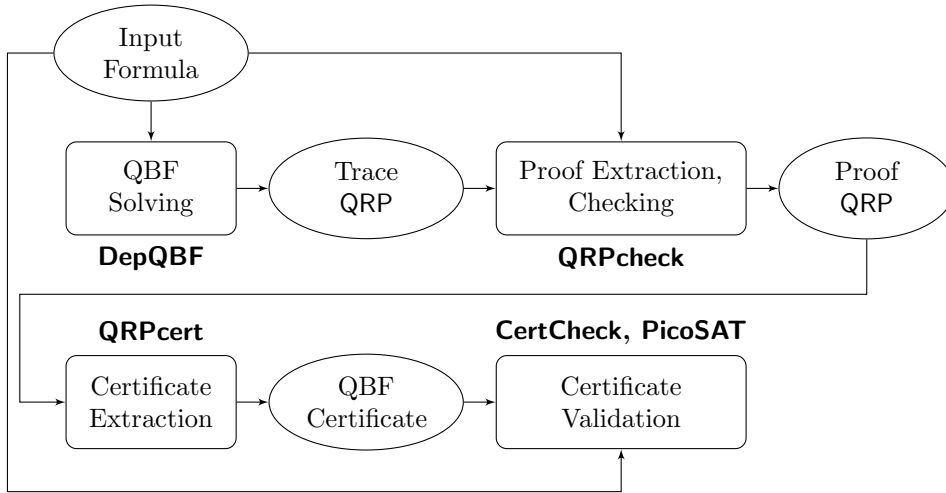 Input
Formula
QBF
Solving
Trace
QRP
Proof Extraction,
Checking
Proof
QRP
DepQBF
QRPcheck
QRPcert
CertCheck, PicoSAT
Certificate
Extraction
QBF
Certificate
Certificate
Validation